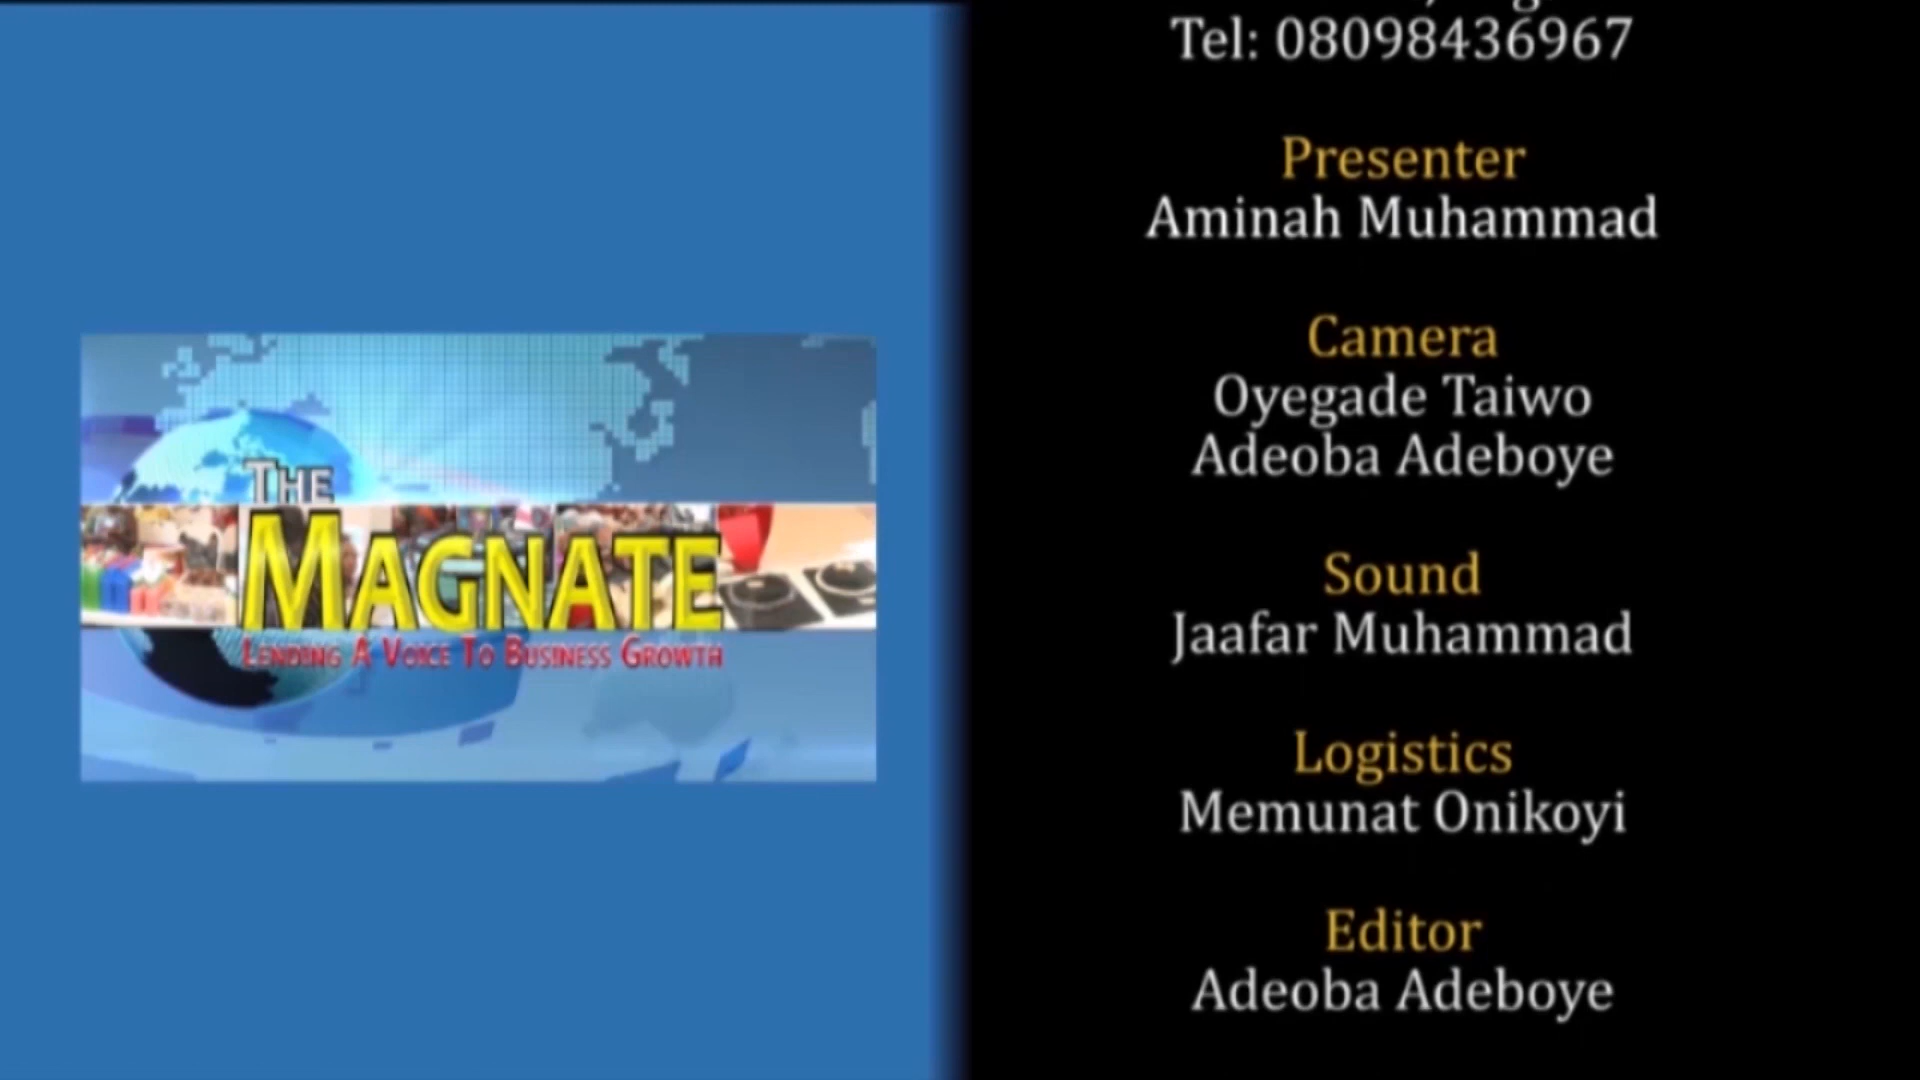 THE
MAGNATE
LENDING A VOICE TO BUSINESS GROWTH
Tel: 08098436967
Presenter
Aminah Muhammad
Camera
Oyegade Taiwo
Adeoba Adeboye
Sound
Jaafar Muhammad
Logistics
Memunat Onikoyi
Editor
Adeoba Adeboye